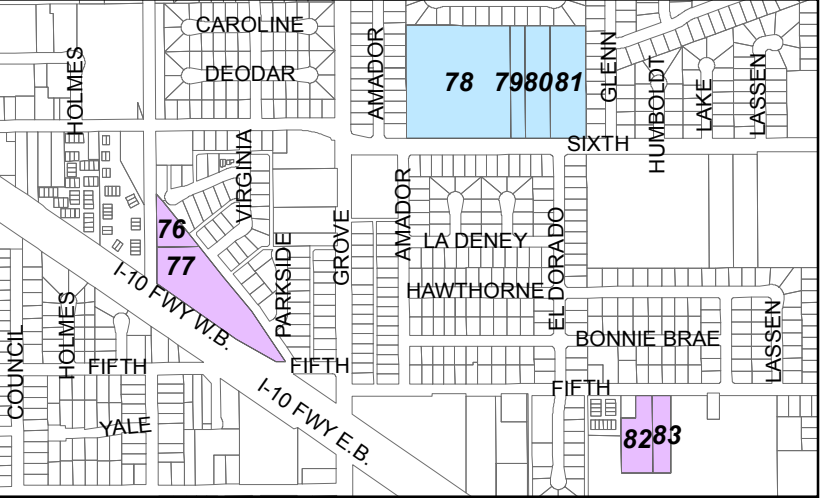 CAROLINE
DEODAR
HOLMES
AMADOR
78
79
80
81
GLENN
HUMBOLDT
LAKE
LASSEN
SIXTH
VIRGINIA
76
77
PARKSIDE
GROVE
AMADOR
LA DENEY
HAWTHORNE
EL DORADO
BONNIE BRAE
LASSEN
I-10 FWY W.B.
HOLMES
COUNCIL
FIFTH
FIFTH
FIFTH
YALE
I-10 FWY E.B.
82
83